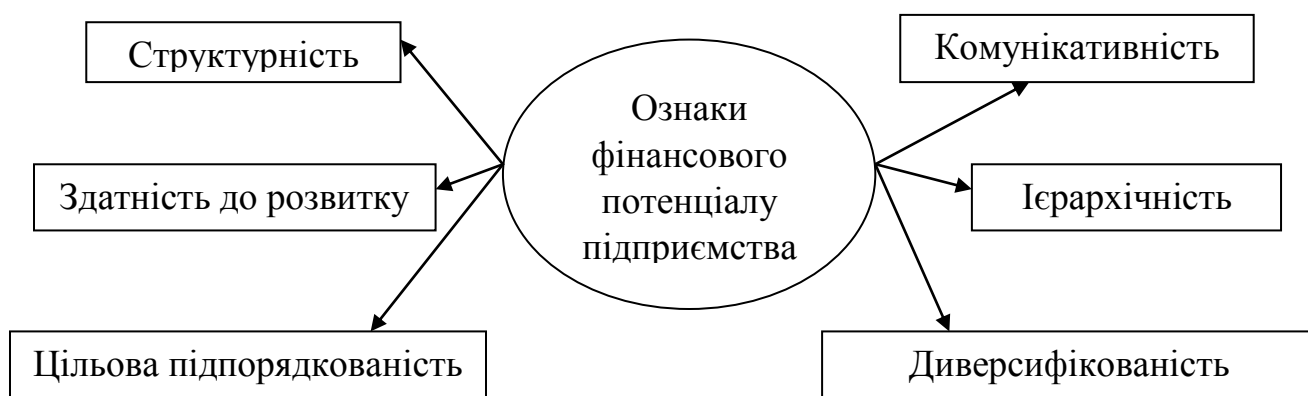 Структурність
Комунікативність
Ознаки
фінансового
потенціалу
підприємства
Здатність до розвитку
Ієрархічність
Цільова підпорядкованість
Диверсифікованість